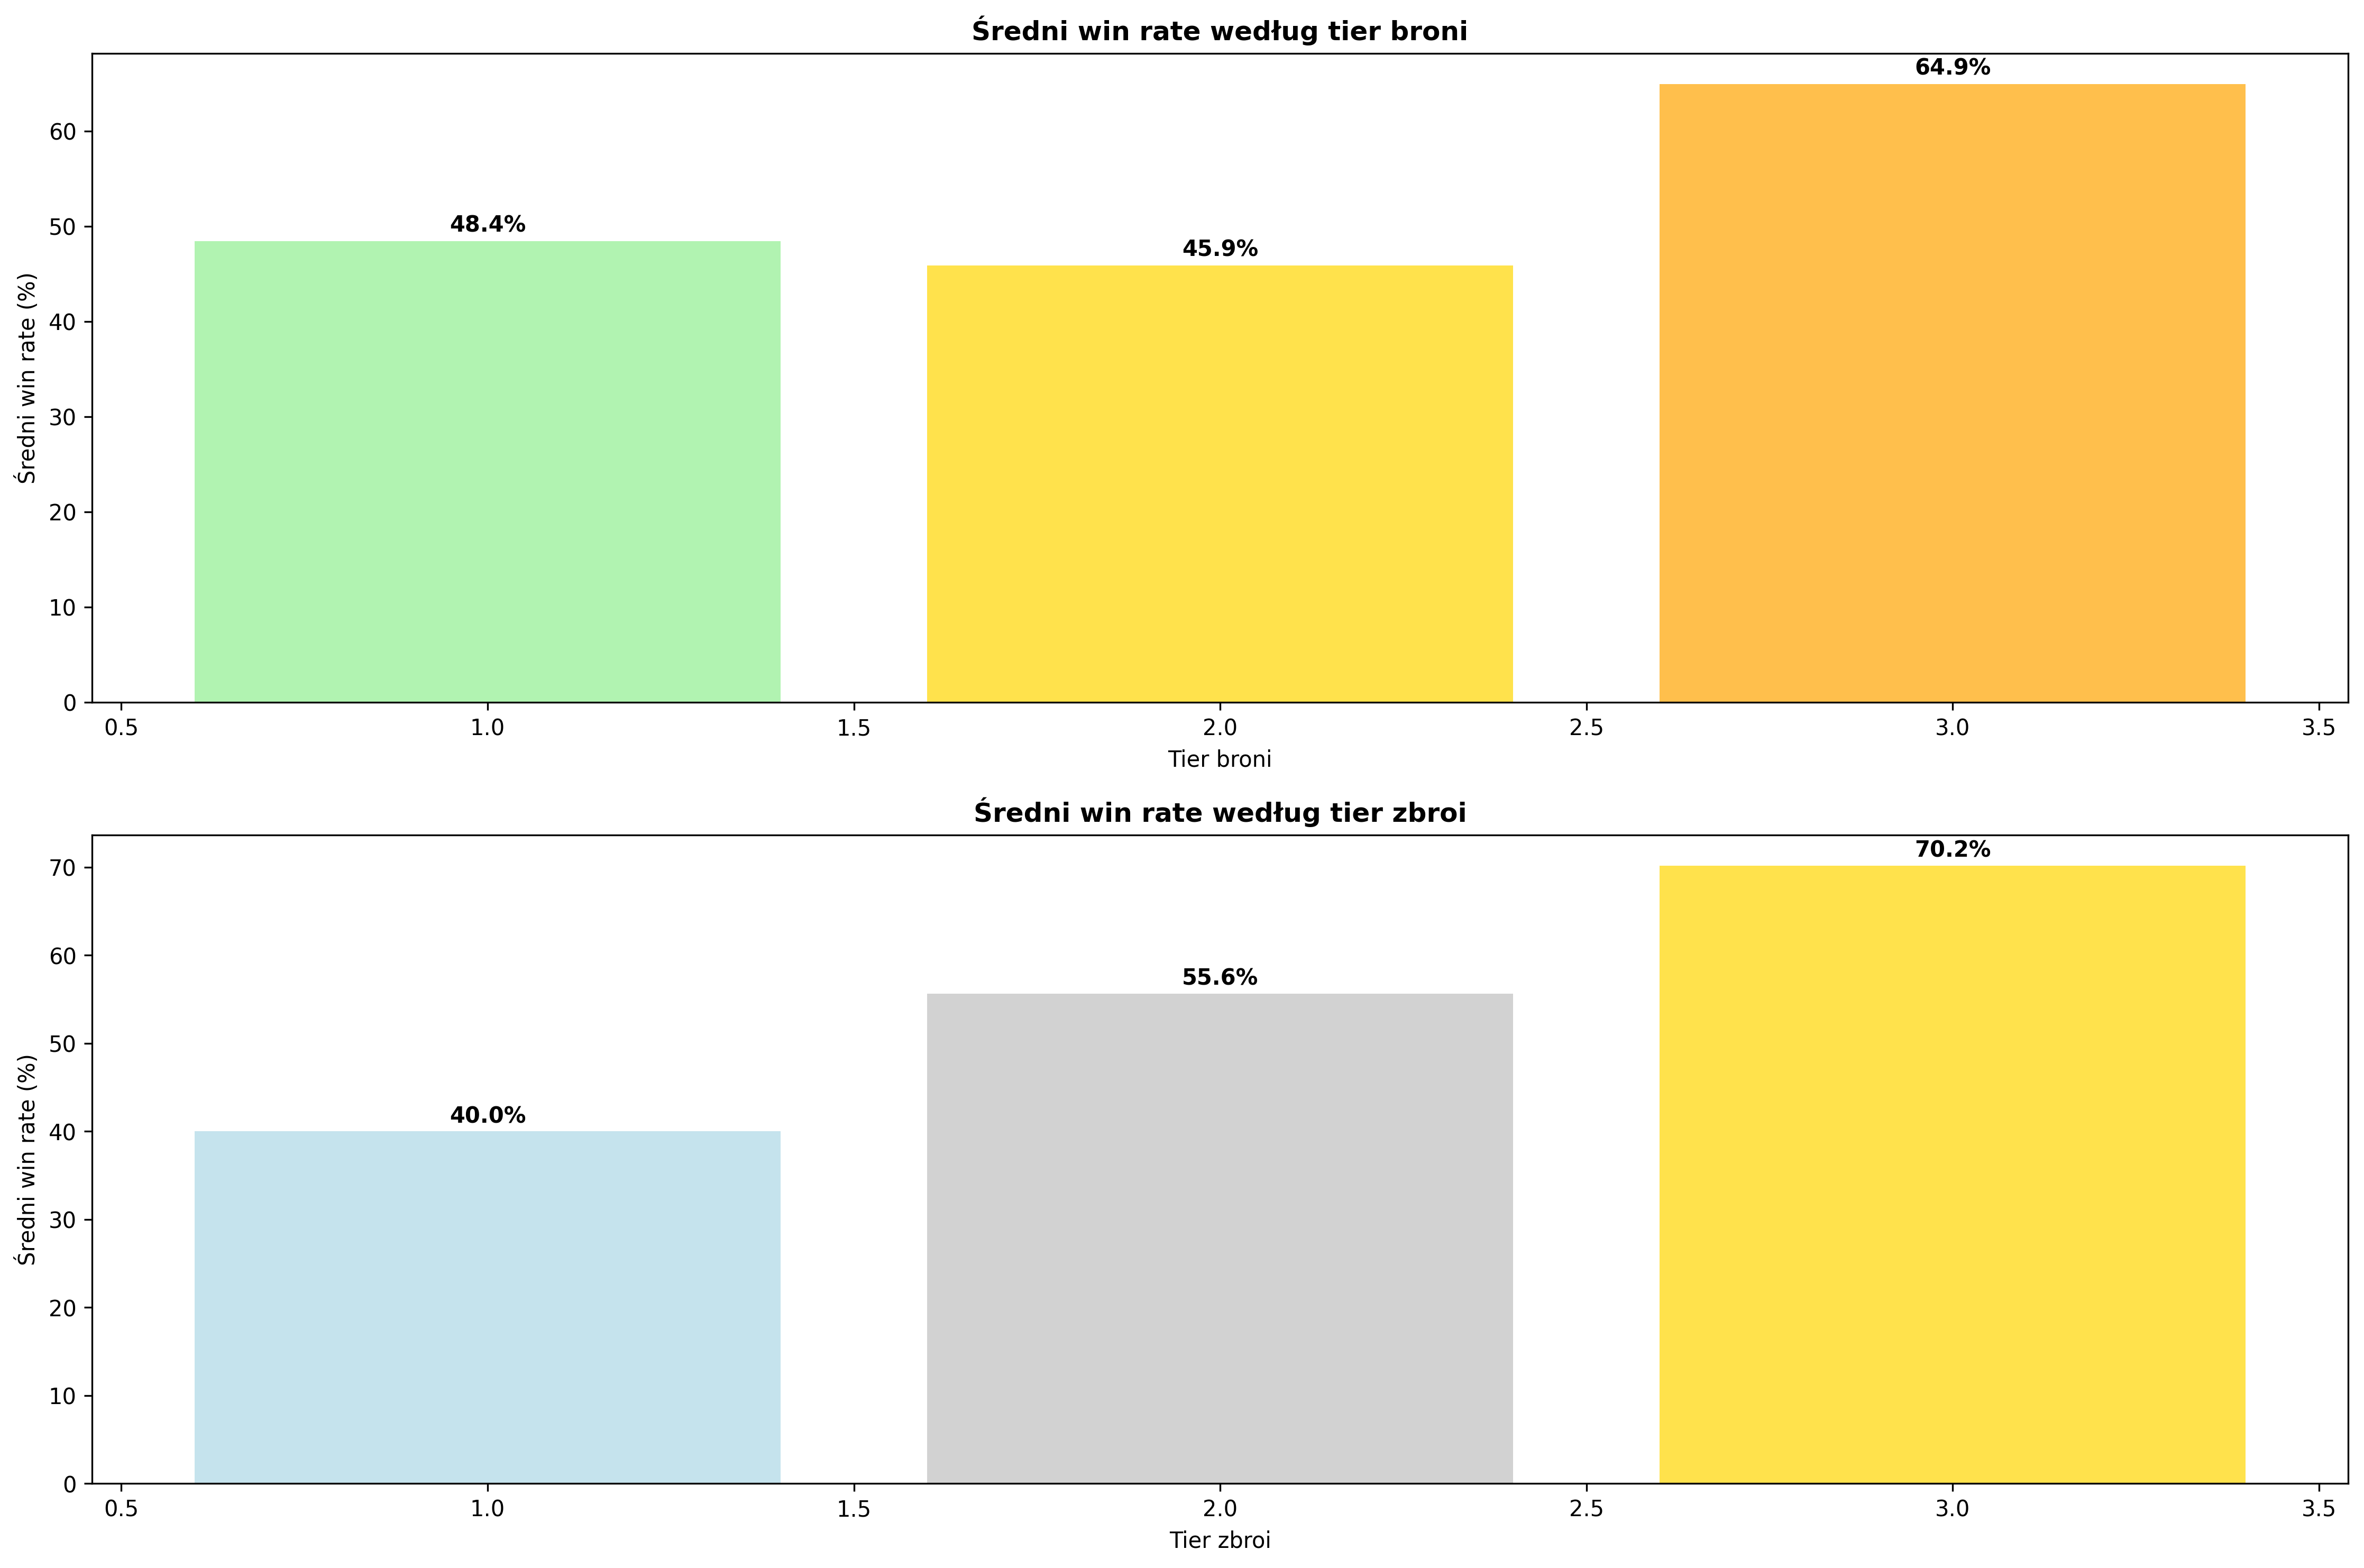 Średni win rate według tier broni
64.9%
60
50
48.4%
45.9%
40
30
20
10
0
Średni win rate (%)
0.5 1.0 1.5 2.0 2.5 3.0 3.5
Tier broni
Średni win rate według tier zbroi
70.2%
70
60
55.6%
50
40.0%
40
30
20
10
0
Średni win rate (%)
0.5 1.0 1.5 2.0 2.5 3.0 3.5
Tier zbroi